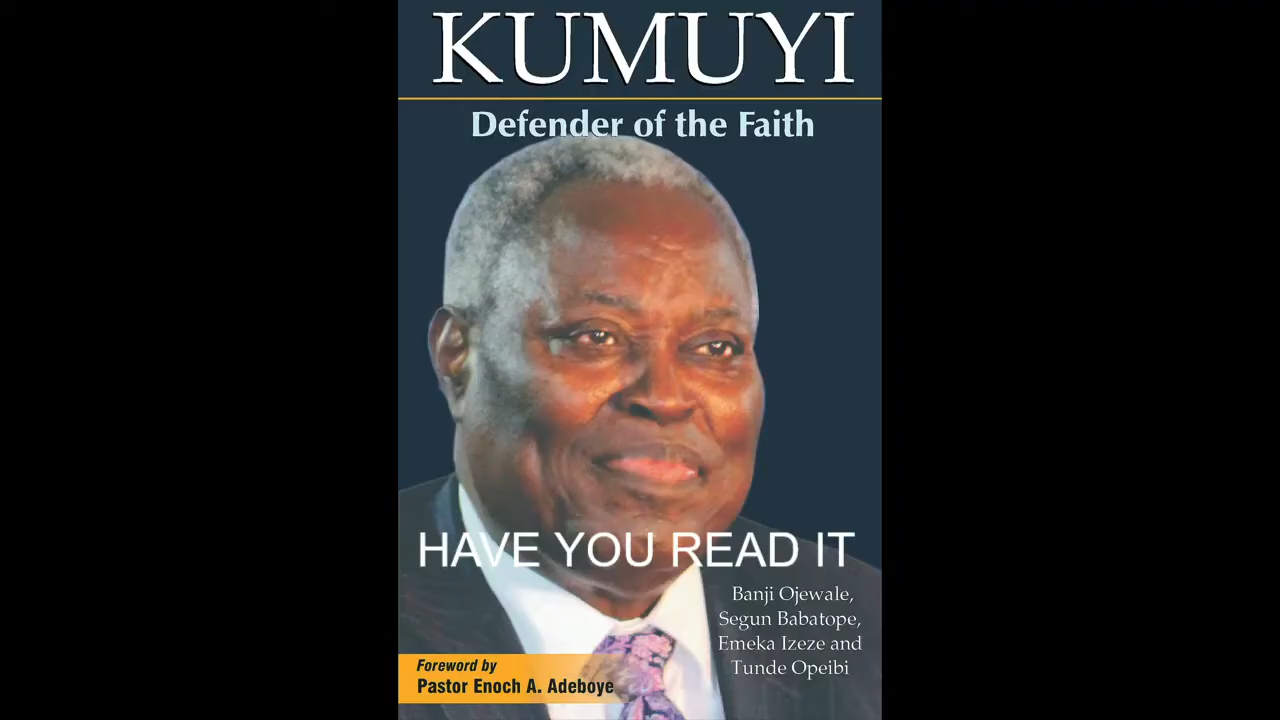 KUMUYI
Defender of the Faith
HAVE YOU READ IT
Banji Ojewale,
Segun Babatope,
Emeka Izeze and
Tunde Opeibi
Foreword by
Pastor Enoch A. Adeboye